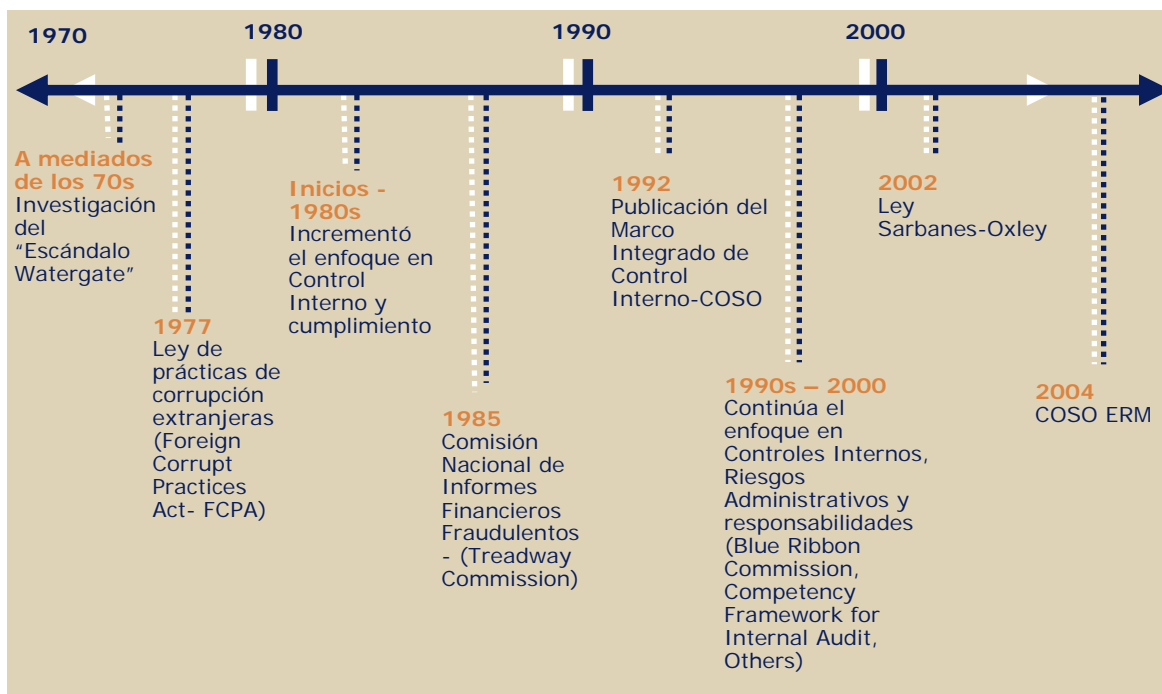 1970
1980
1990
2000
A mediados
de los 70s
Investigación
del
“Escándalo
Watergate”
1977
Ley de
prácticas de
corrupción
extranjeras
(Foreign
Corrupt
Practices
Act- FCPA)
Inicios -
1980s
Incrementó
el enfoque en
Control
Interno y
cumplimiento
1985
Comisión
Nacional de
Informes
Financieros
Fraudulentos
- (Treadway
Commission)
1992
Publicación del
Marco
Integrado de
Control
Interno-COSO
1990s – 2000
Continúa el
enfoque en
Controles Internos,
Riesgos
Administrativos y
responsabilidades
(Blue Ribbon
Commission,
Competency
Framework for
Internal Audit,
Others)
2002
Ley
Sarbanes-Oxley
2004
COSO ERM